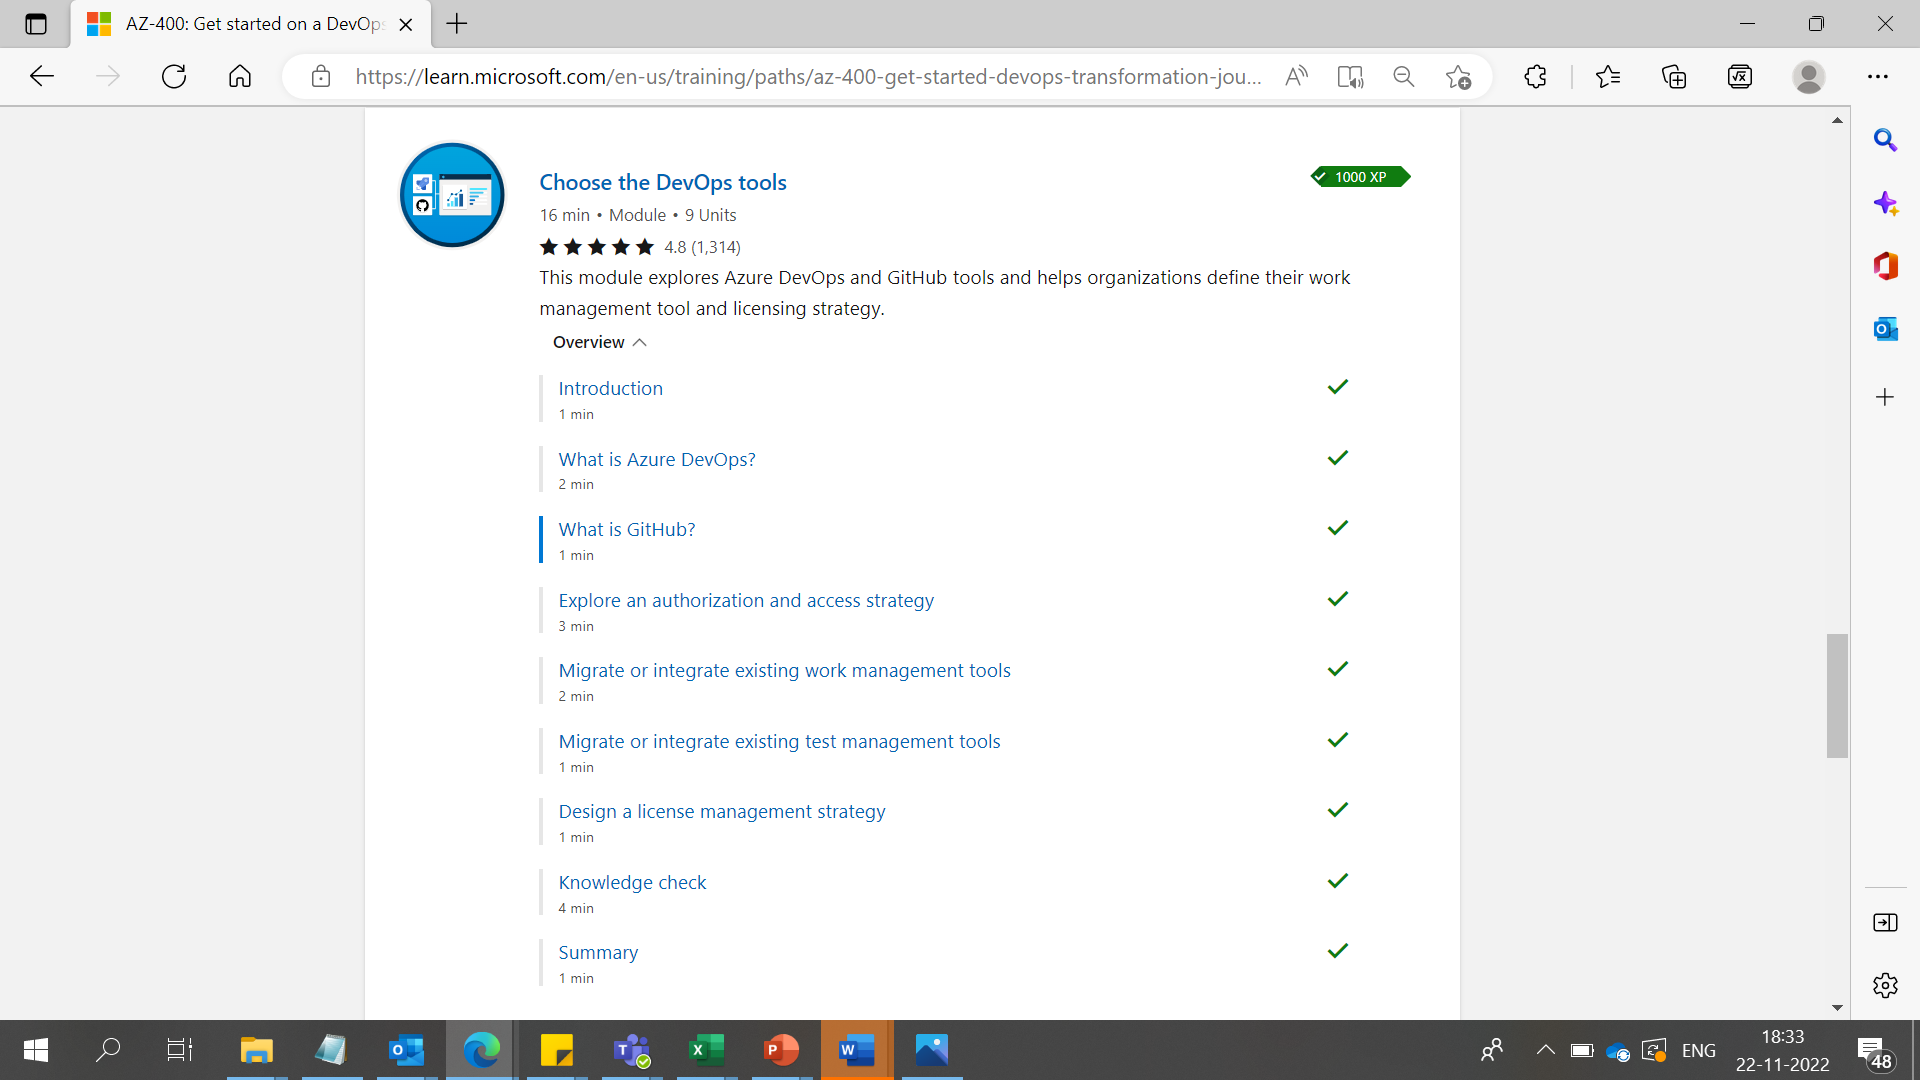 AZ-400: Get started on a DevOps
https://learn.microsoft.com/en-us/training/paths/az-400-get-started-devops-transformation-jou...
Choose the DevOps tools
1000 XP
16 min • Module • 9 Units
4.8 (1,314)
This module explores Azure DevOps and GitHub tools and helps organizations define their work
management tool and licensing strategy.
Overview
Introduction
1 min
What is Azure DevOps?
2 min
What is GitHub?
1 min
Explore an authorization and access strategy
3 min
Migrate or integrate existing work management tools
2 min
Migrate or integrate existing test management tools
1 min
Design a license management strategy
1 min
Knowledge check
4 min
Summary
1 min
ENG
18:33
22-11-2022
48